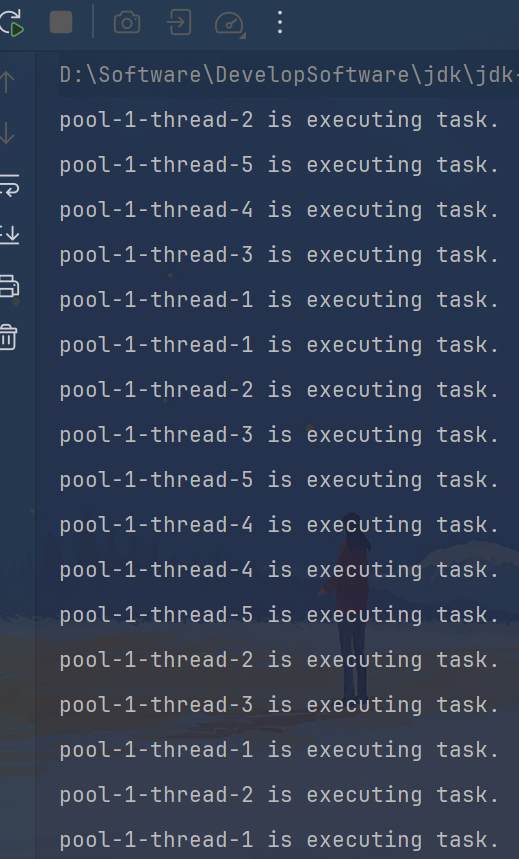 D:\Software\DevelopSoftware\jdk\jdk-
pool-1-thread-2 is executing task.
pool-1-thread-5 is executing task.
pool-1-thread-4 is executing task.
pool-1-thread-3 is executing task.
pool-1-thread-1 is executing task.
pool-1-thread-1 is executing task.
pool-1-thread-2 is executing task.
pool-1-thread-3 is executing task.
pool-1-thread-5 is executing task.
pool-1-thread-4 is executing task.
pool-1-thread-4 is executing task.
pool-1-thread-5 is executing task.
pool-1-thread-2 is executing task.
pool-1-thread-3 is executing task.
pool-1-thread-1 is executing task.
pool-1-thread-2 is executing task.
pool-1-thread-1 is executing task.